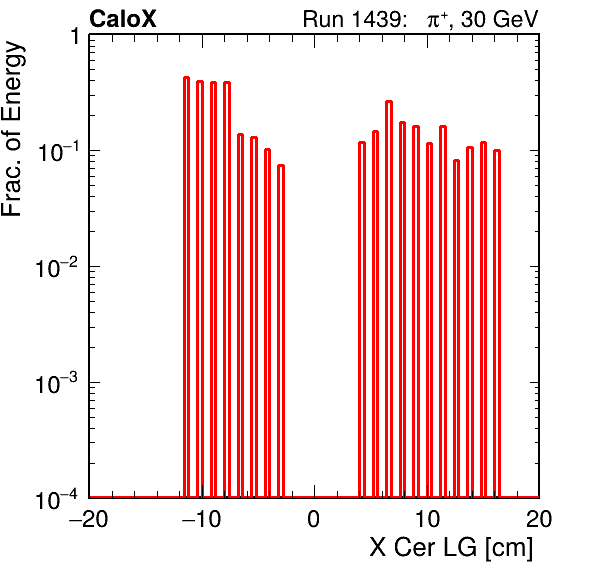 CaloX Run 1439: π⁺, 30 GeV
Frac. of Energy
1
10⁻¹
10⁻²
10⁻³
10⁻⁴
−20 −10 0 10 20
X Cer LG [cm]